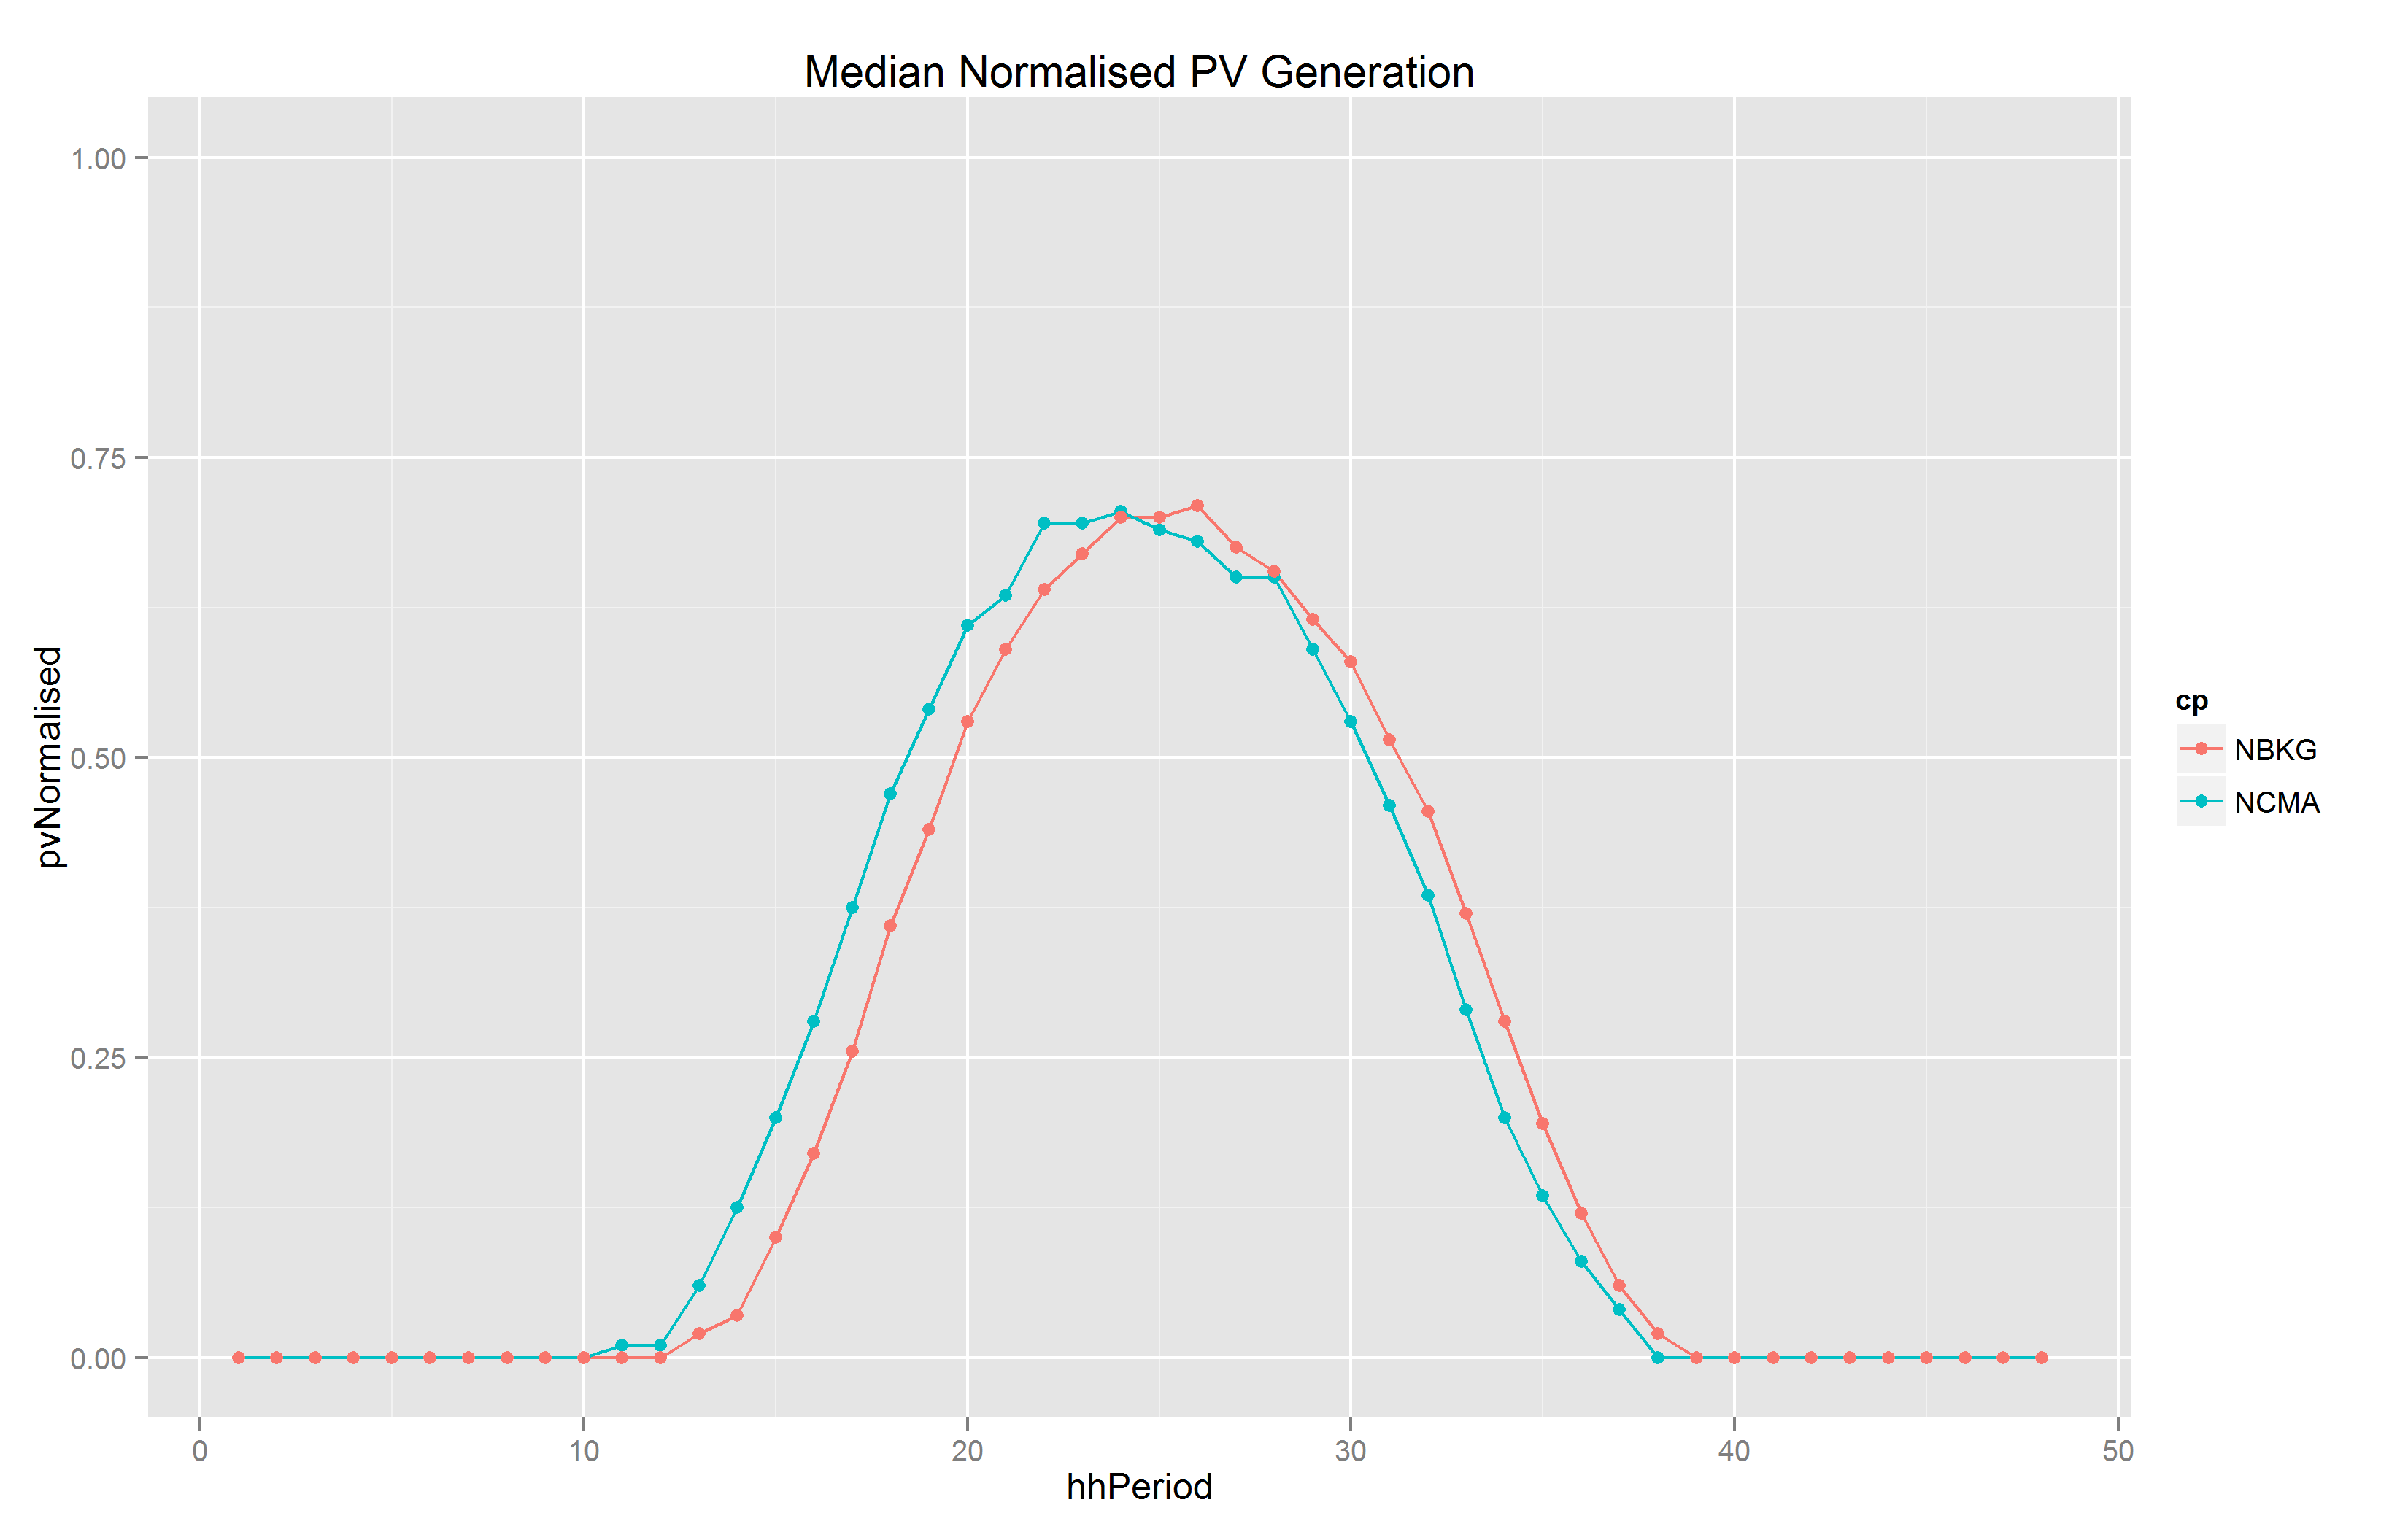 Median Normalised PV Generation
1.00
0.75
0.50
0.25
0.00
pvNormalised
0 10 20 30 40 50
hhPeriod
cp
NBKG
NCMA